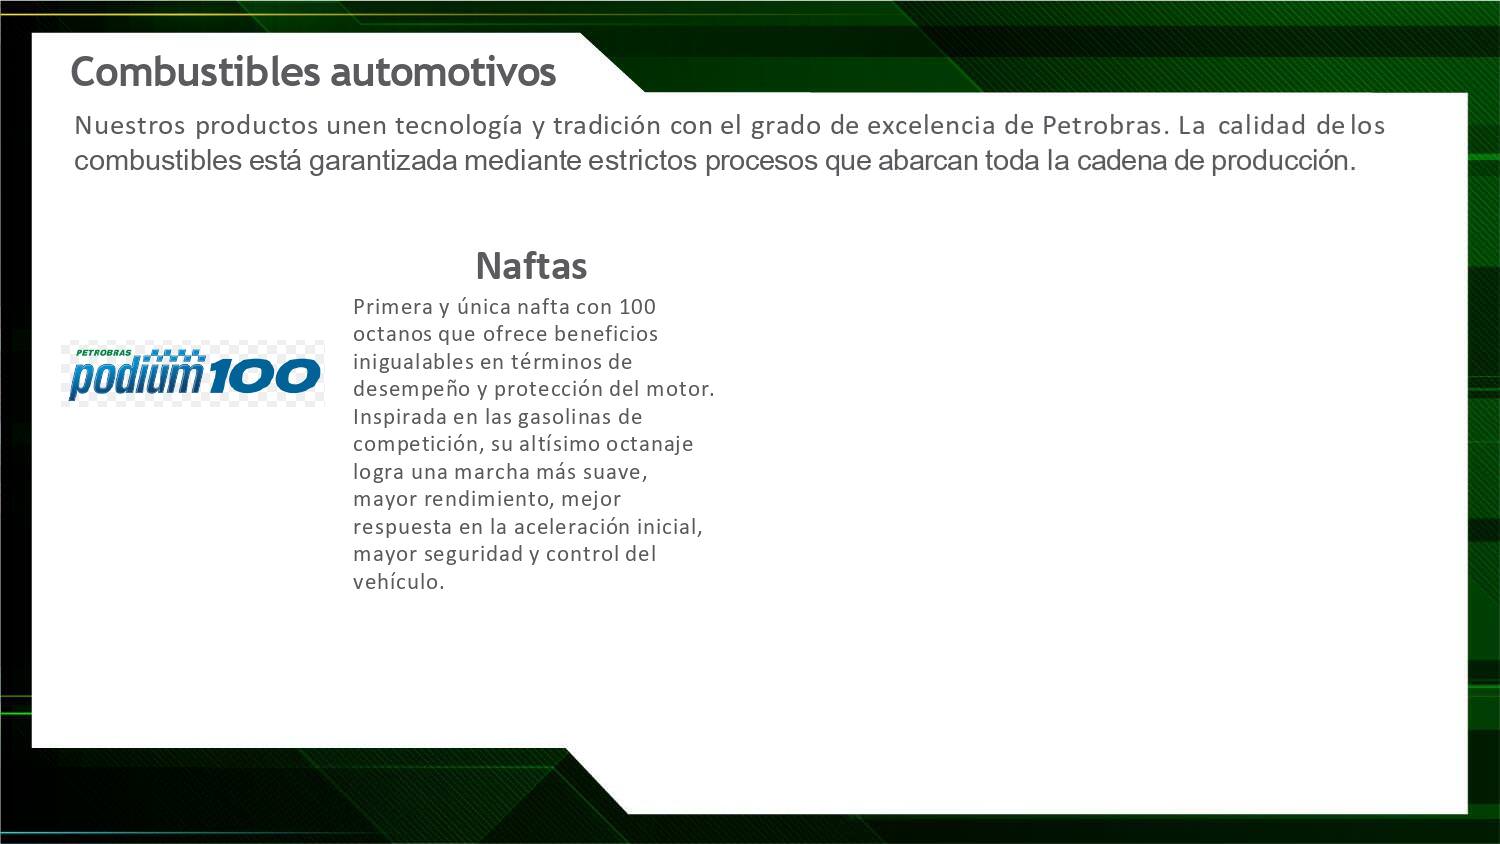 Combustibles automotivos
Nuestros productos unen tecnología y tradición con el grado de excelencia de Petrobras. La calidad de los
combustibles está garantizada mediante estrictos procesos que abarcan toda la cadena de producción.
Naftas
PETROBRAS
podium100
Primera y única nafta con 100
octanos que ofrece beneficios
inigualables en términos de
desempeño y protección del motor.
Inspirada en las gasolinas de
competición, su altísimo octanaje
logra una marcha más suave,
mayor rendimiento, mejor
respuesta en la aceleración inicial,
mayor seguridad y control del
vehículo.